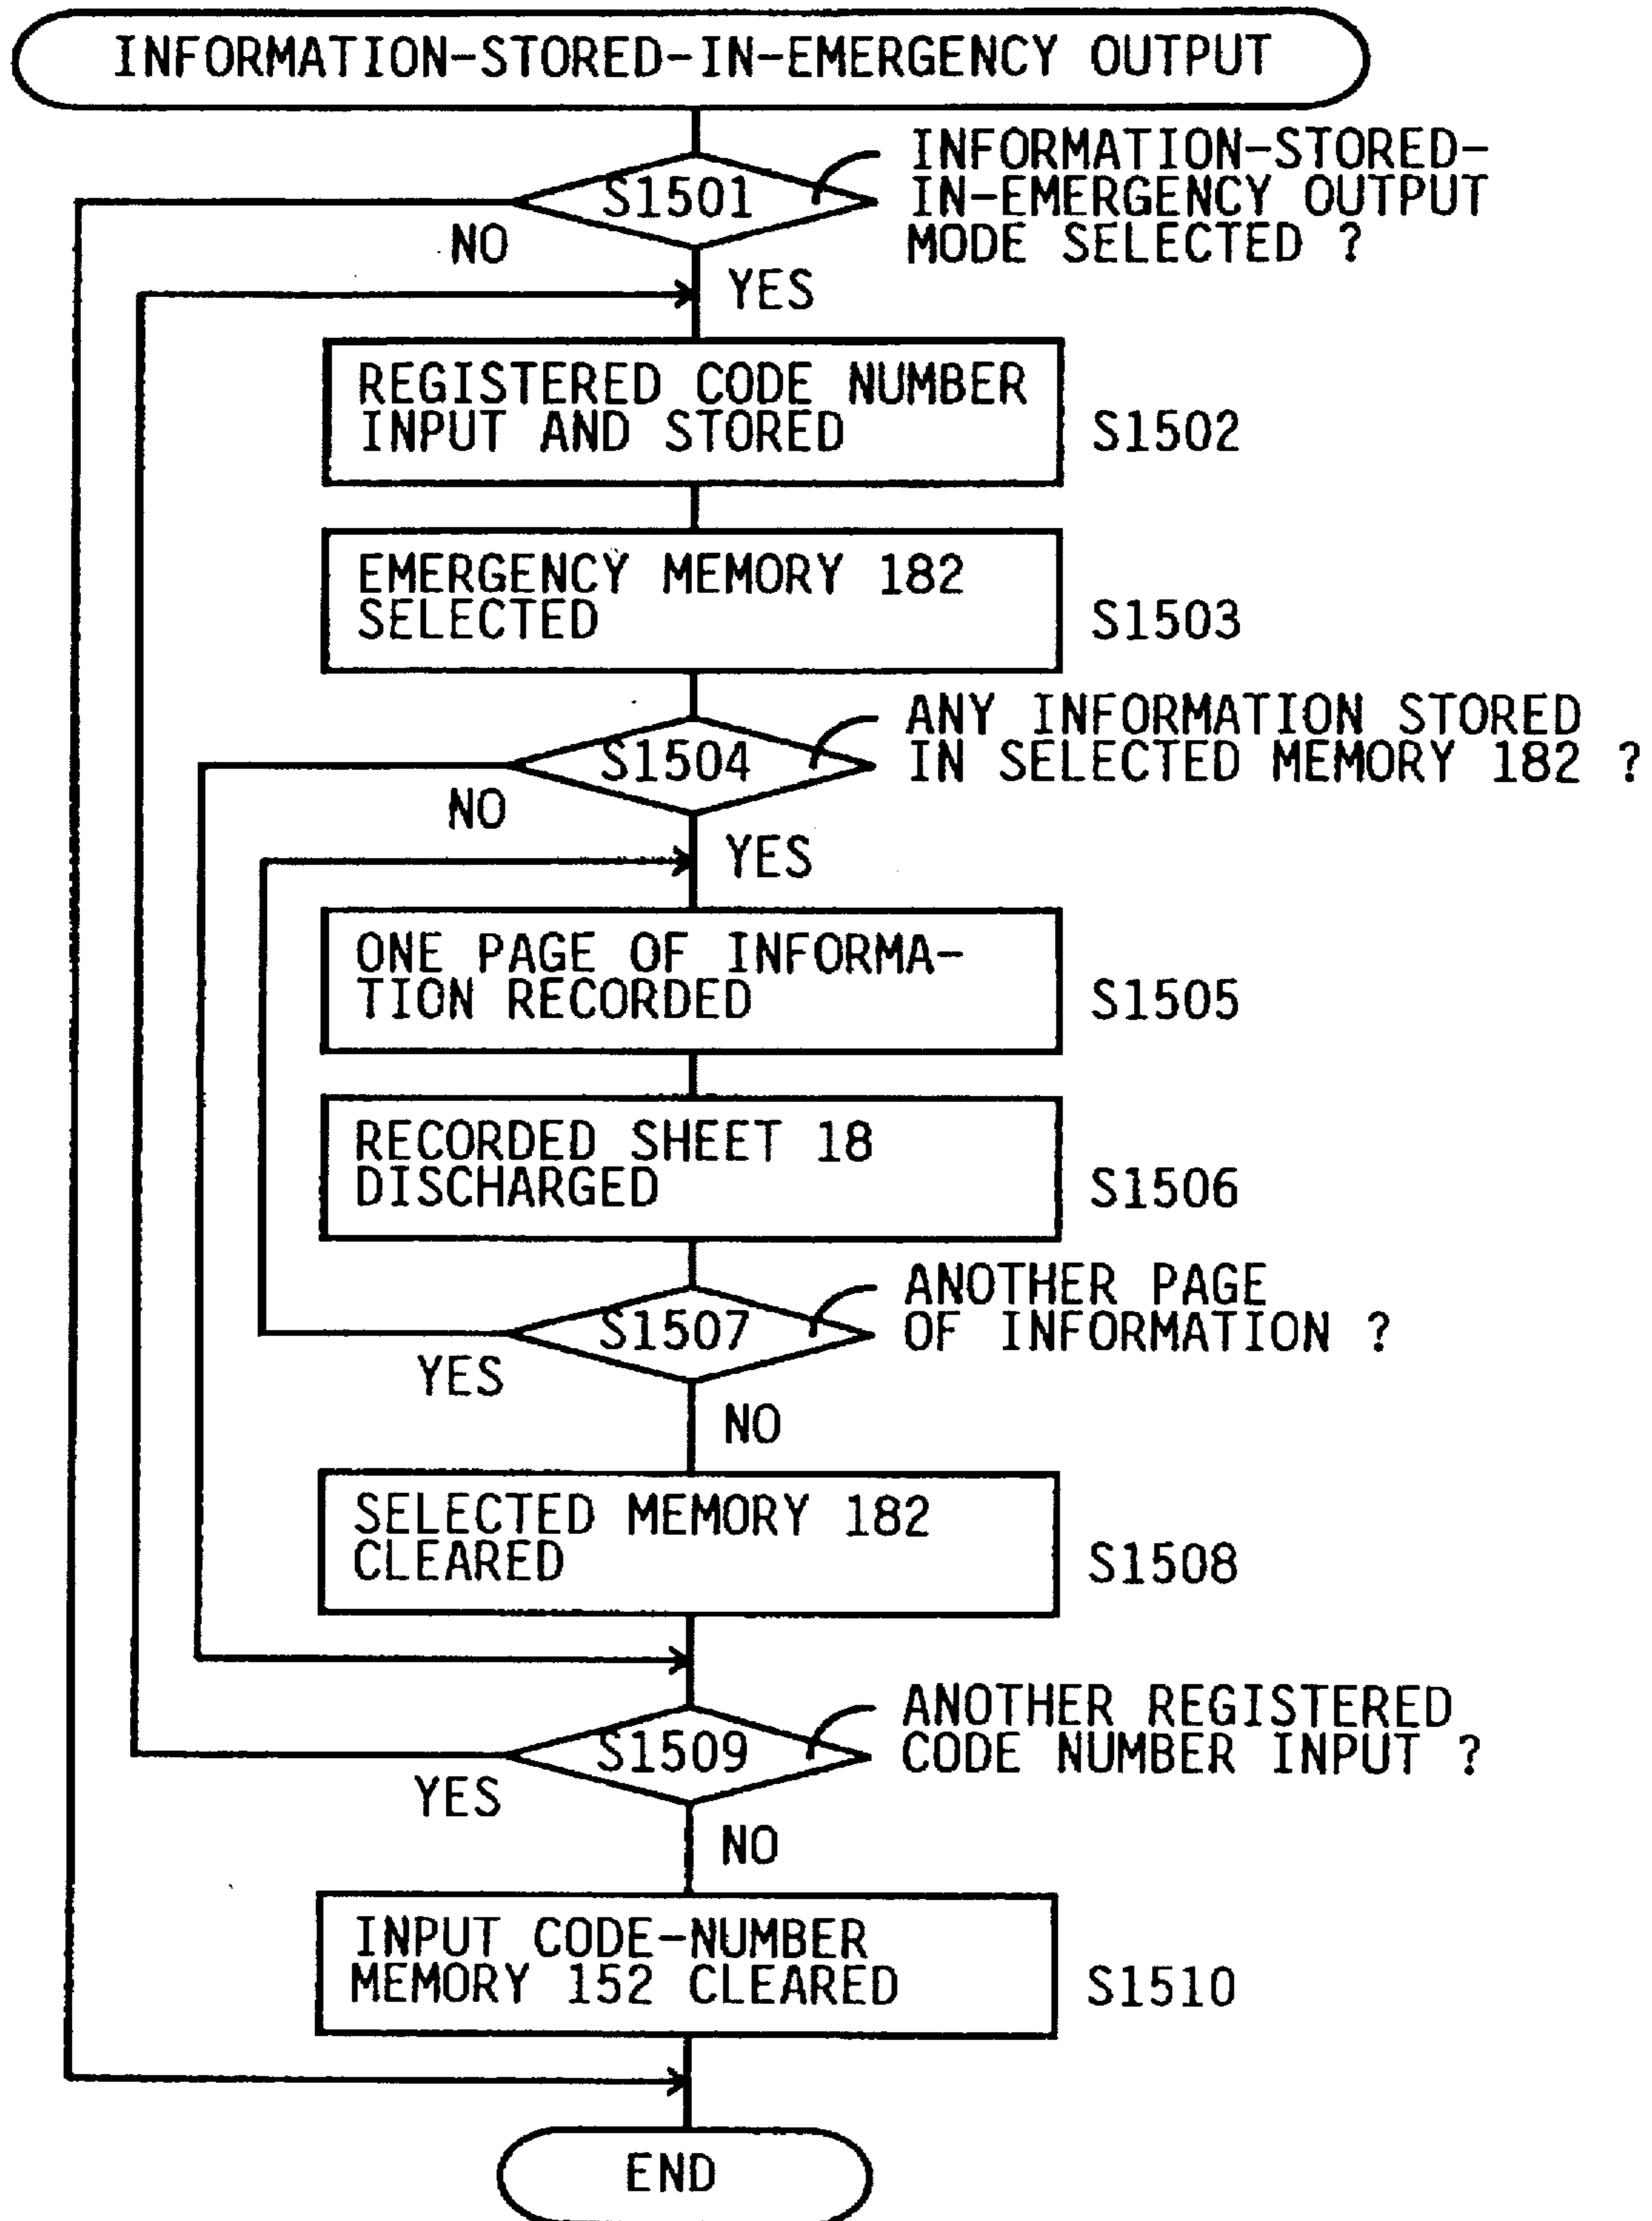 INFORMATION-STORED-IN-EMERGENCY OUTPUT
S1501
INFORMATION-STORED-
IN-EMERGENCY OUTPUT
MODE SELECTED ?
NO
YES
REGISTERED CODE NUMBER
INPUT AND STORED
S1502
EMERGENCY MEMORY 182
SELECTED
S1503
S1504
ANY INFORMATION STORED
IN SELECTED MEMORY 182 ?
NO
YES
ONE PAGE OF INFORMA-
TION RECORDED
S1505
RECORDED SHEET 18
DISCHARGED
S1506
S1507
ANOTHER PAGE
OF INFORMATION ?
YES
NO
SELECTED MEMORY 182
CLEARED
S1508
S1509
ANOTHER REGISTERED
CODE NUMBER INPUT ?
YES
NO
INPUT CODE-NUMBER
MEMORY 152 CLEARED
S1510
END